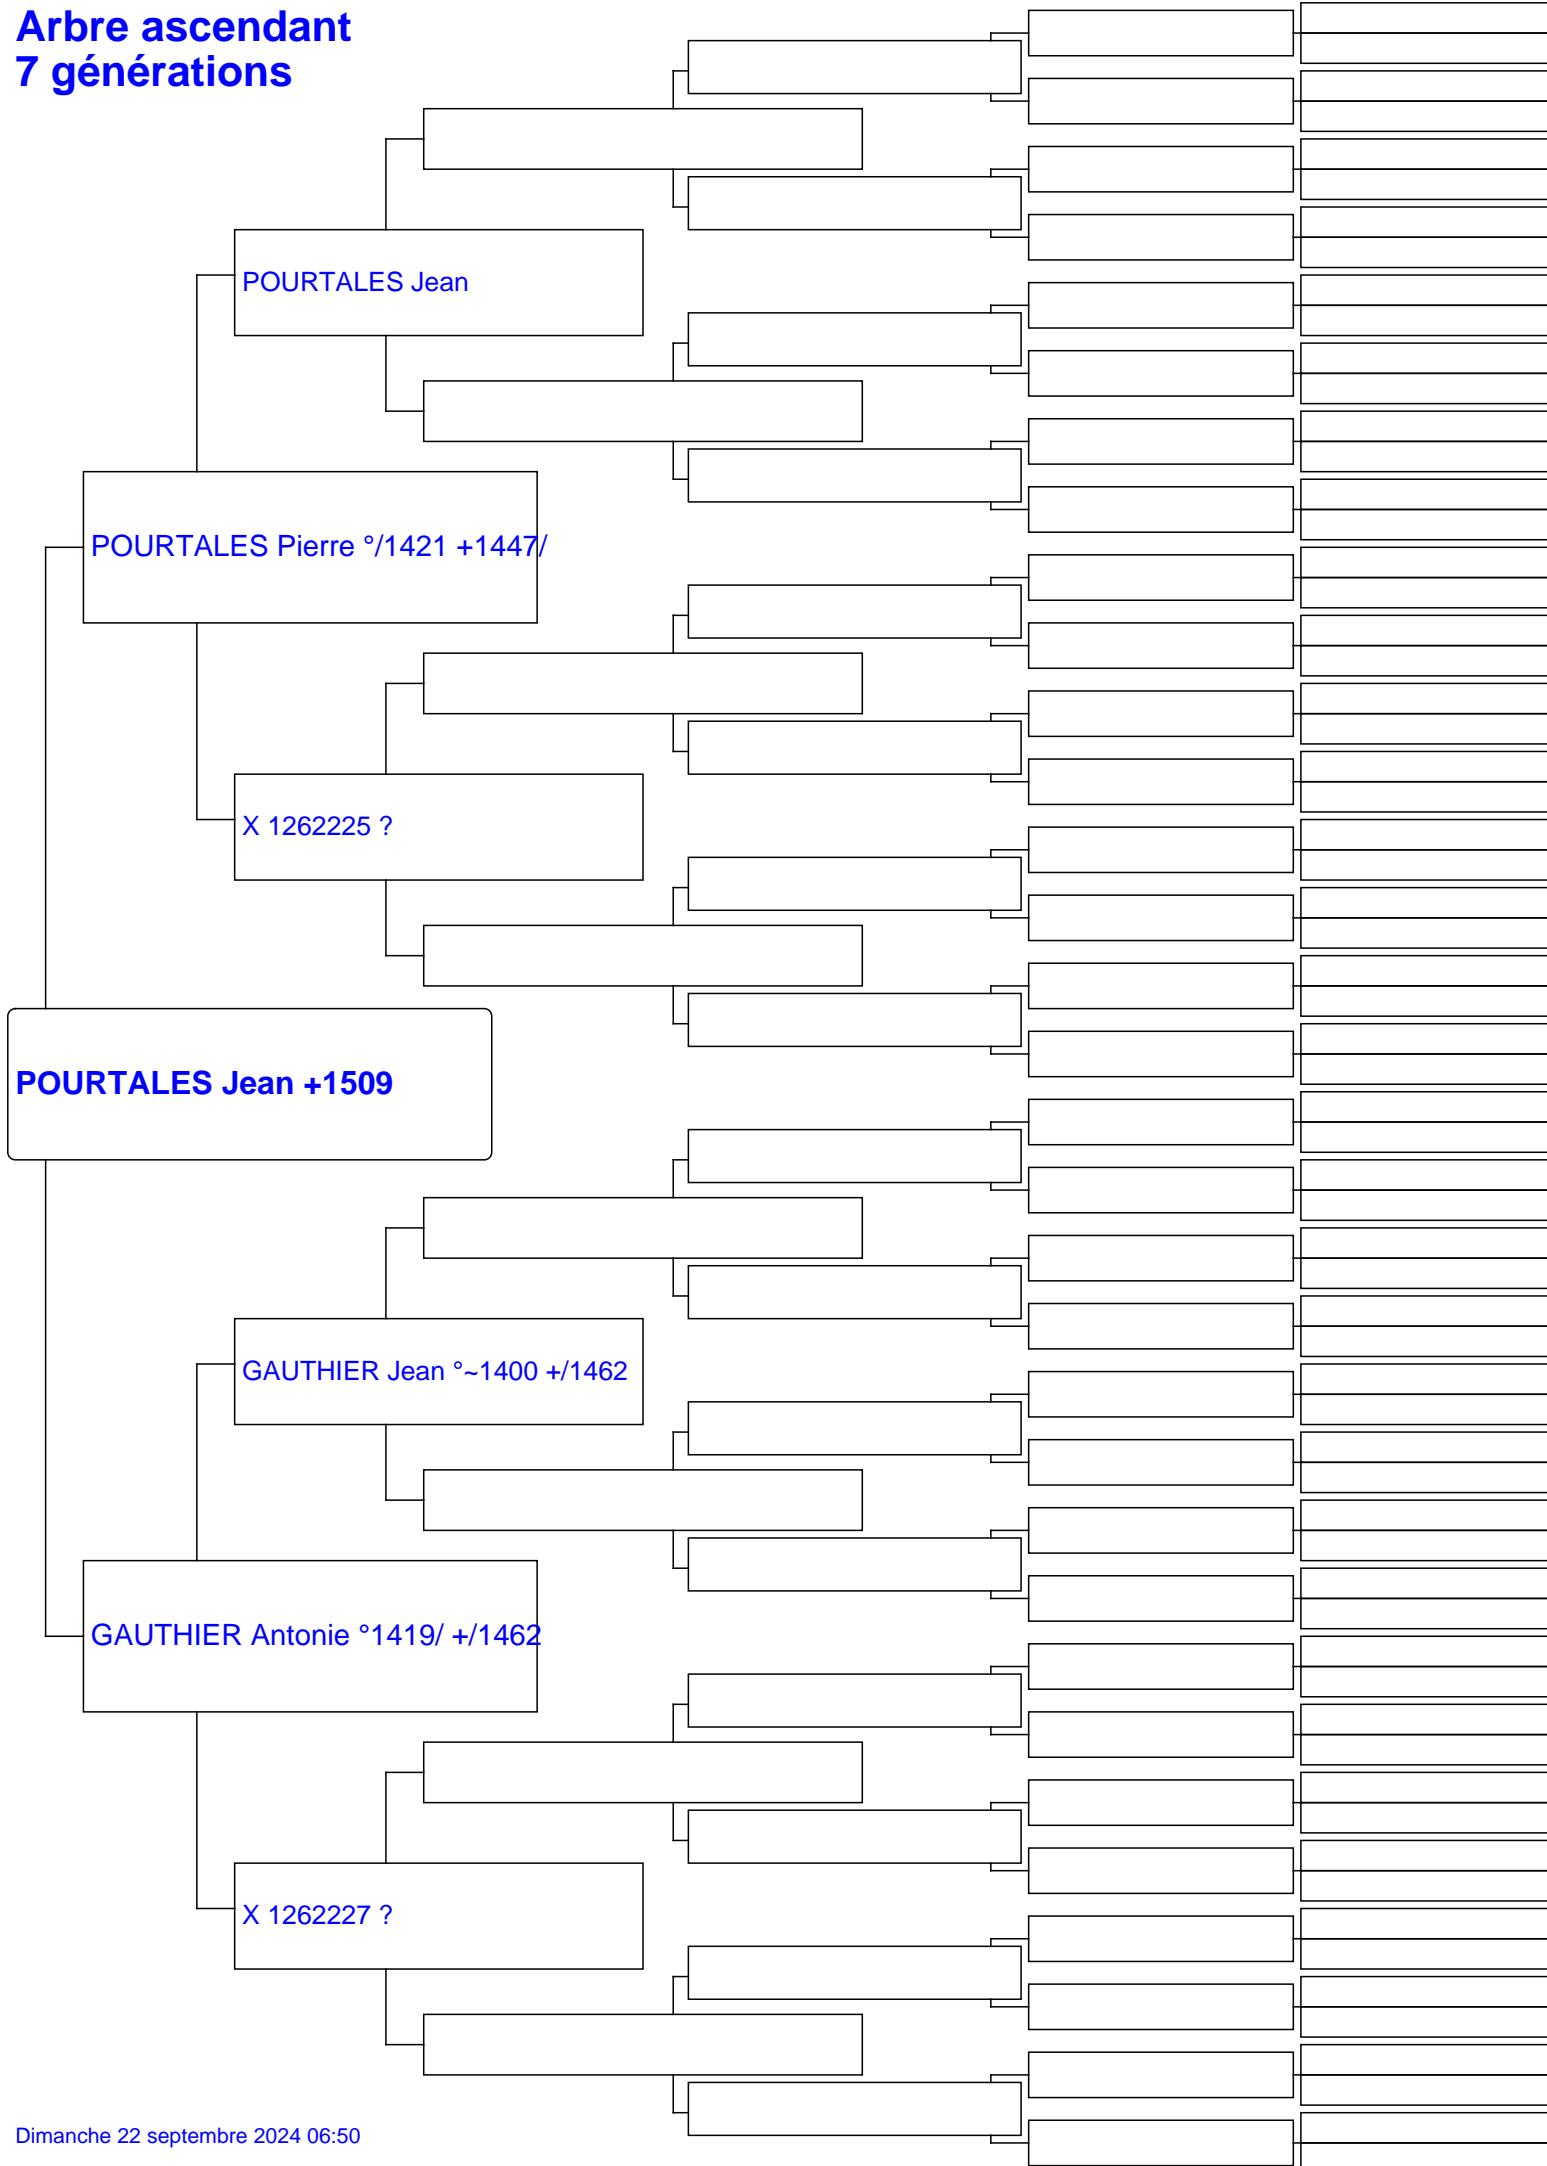 Arbre ascendant
7 générations
POURTALES Jean
POURTALES Pierre °/1421 +1447/
X 1262225 ?
POURTALES Jean +1509
GAUTHIER Jean °~1400 +/1462
GAUTHIER Antonie °1419/ +/1462
X 1262227 ?
Dimanche 22 septembre 2024 06:50